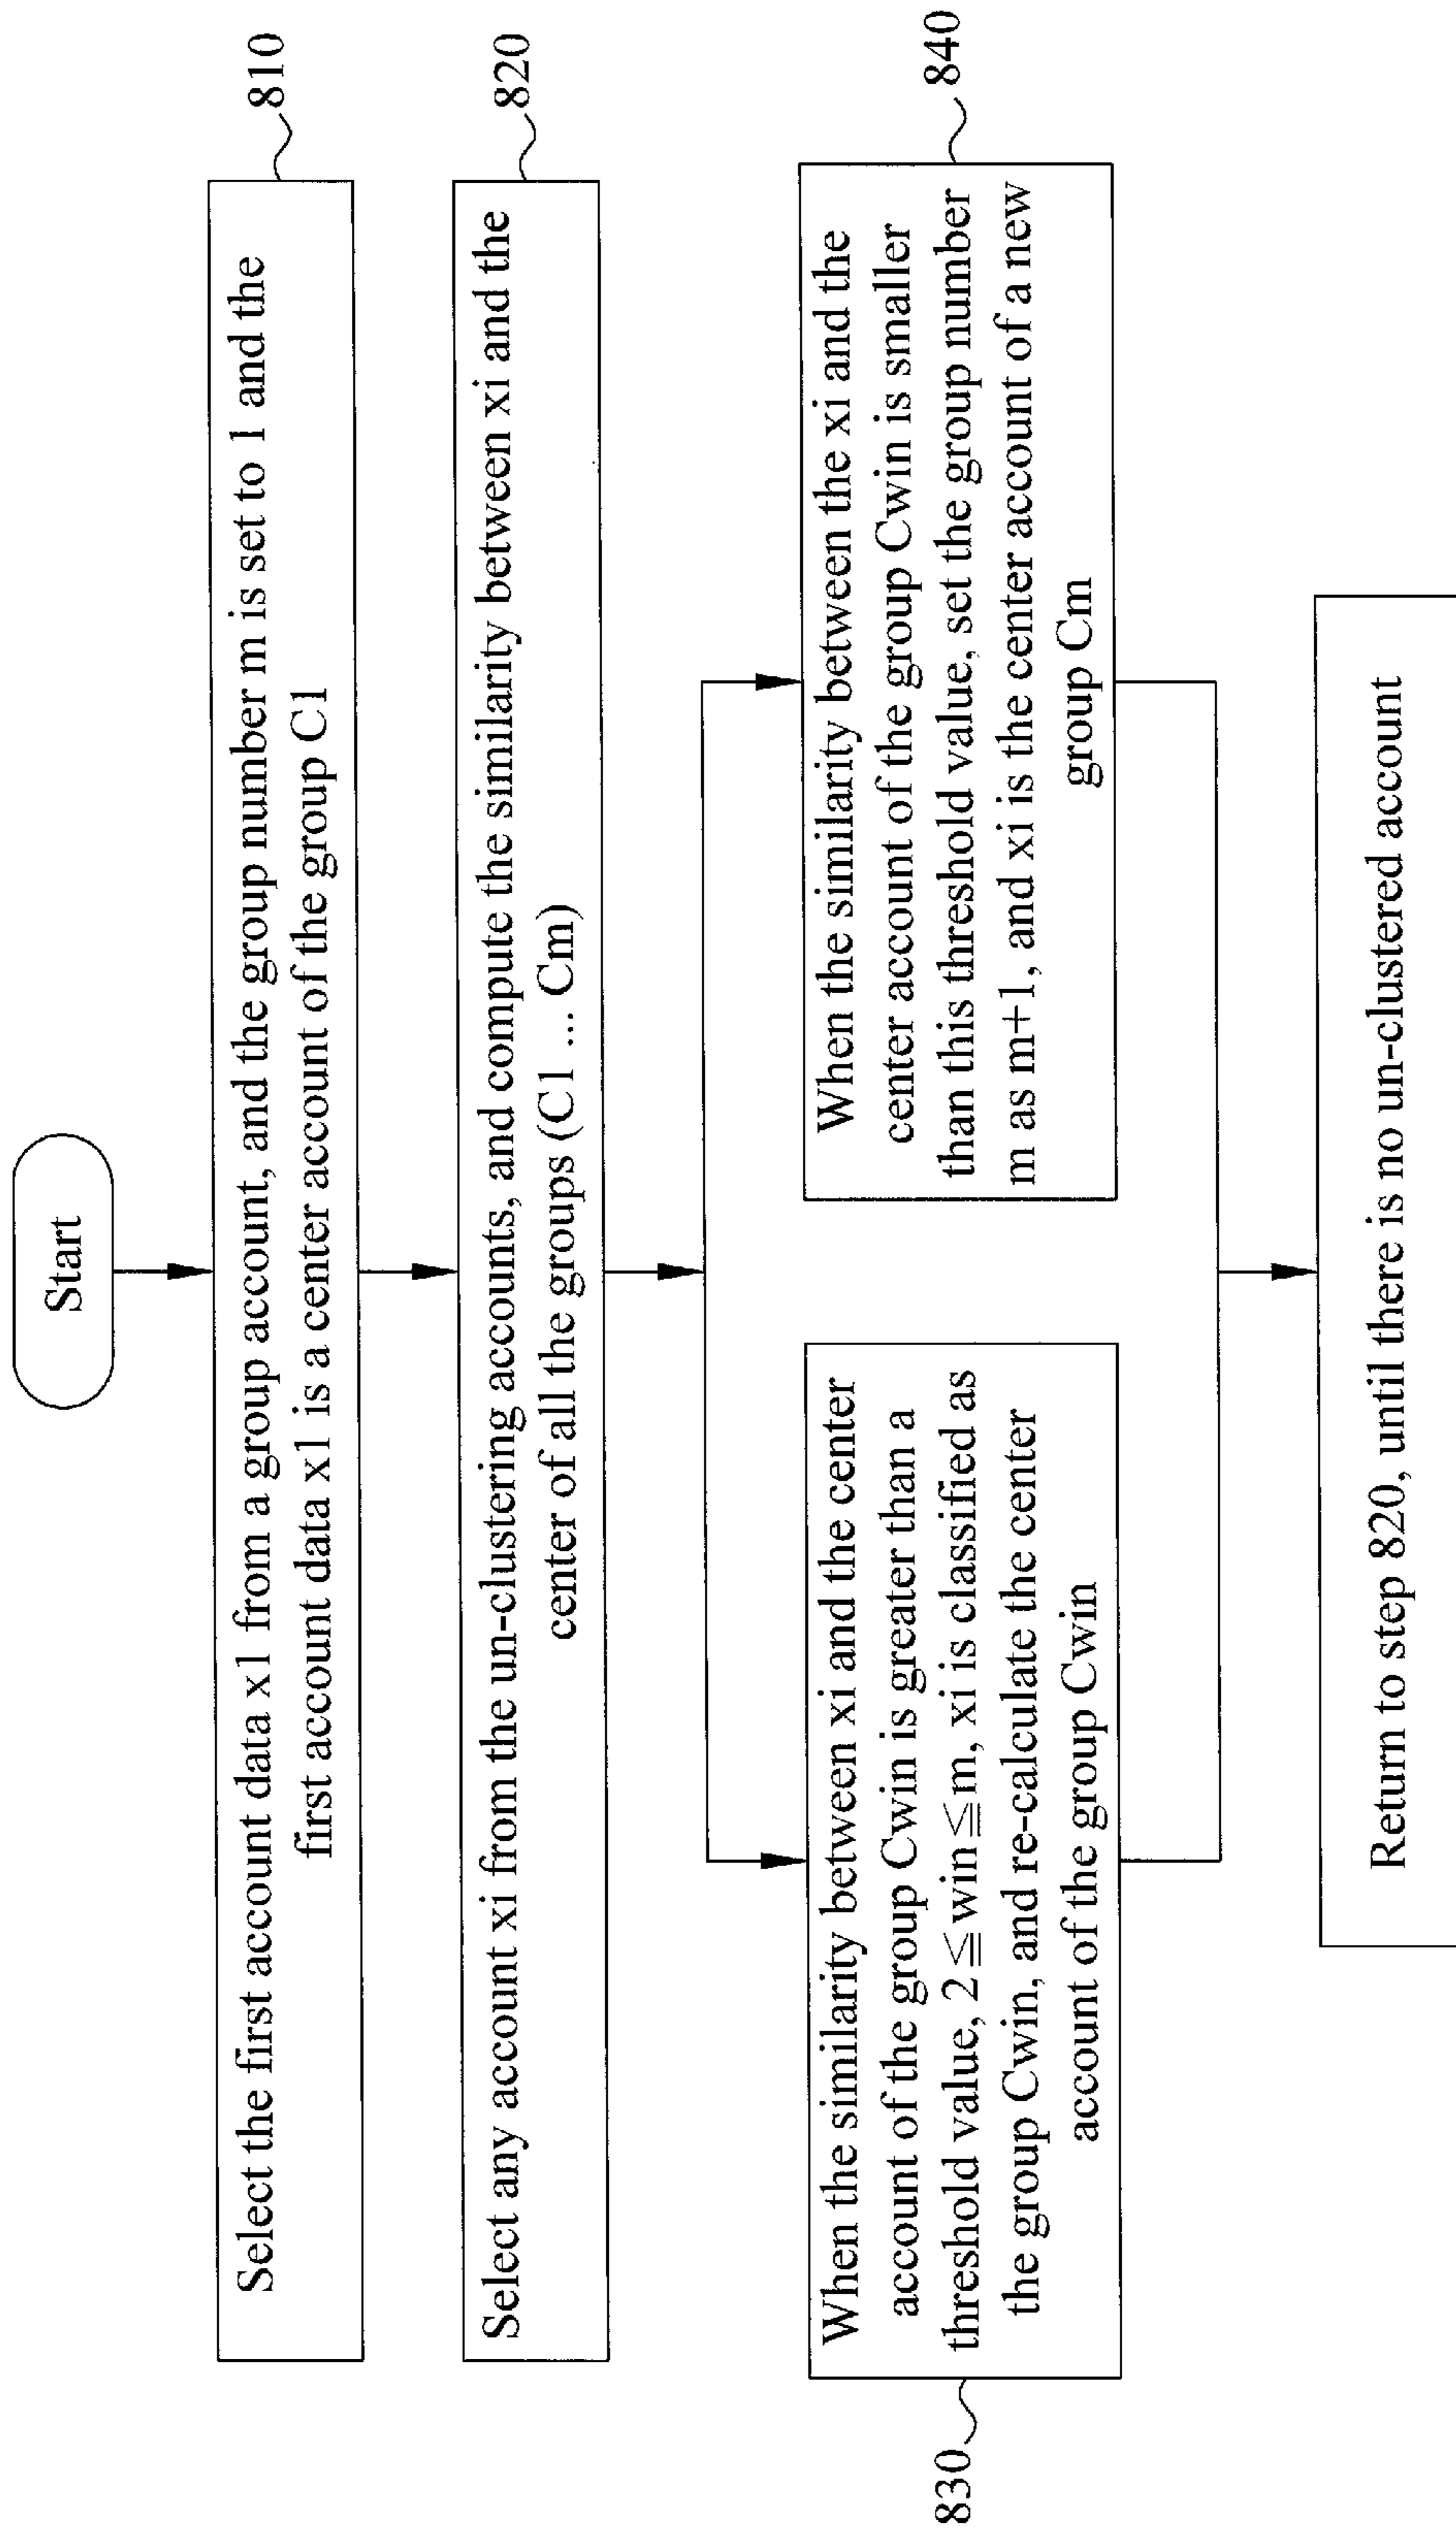 Start
Select the first account data x1 from a group account, and the group number m is set to 1 and the
first account data x1 is a center account of the group C1
810
Select any account xi from the un-clustering accounts, and compute the similarity between xi and the
center of all the groups (C1 ... Cm)
820
830
When the similarity between xi and the center
account of the group Cwin is greater than a
threshold value, 2≦win≦m, xi is classified as
the group Cwin, and re-calculate the center
account of the group Cwin
When the similarity between the xi and the
center account of the group Cwin is smaller
than this threshold value, set the group number
m as m+1, and xi is the center account of a new
group Cm
840
Return to step 820, until there is no un-clustered account